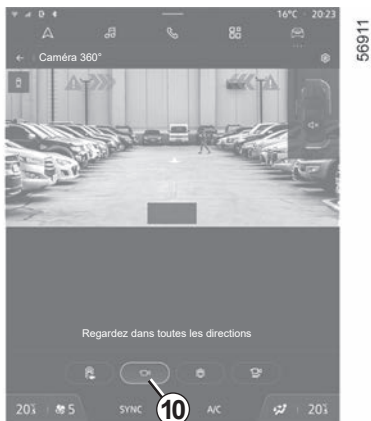 16°C 20:23
Caméra 360°
Regardez dans toutes les directions
10
20 5 SYNC A/C 20
56911